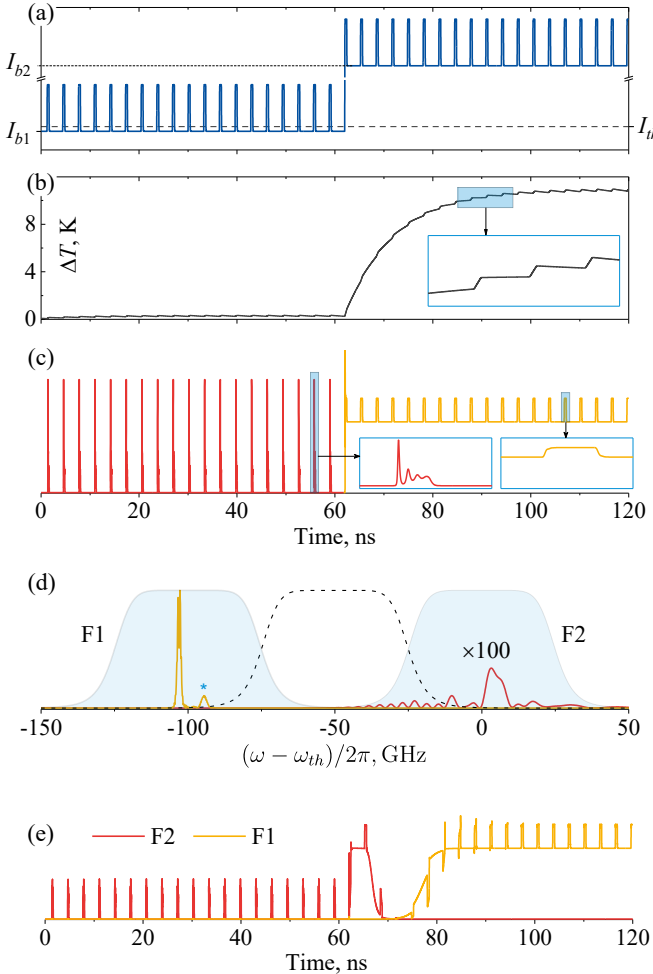 (a)
I_{b2}
I_{b1}
I_{th}
(b)
8
4
0
ΔT, K
(c)
0 20 40 60 80 100 120
Time, ns
(d)
F1
F2
×100
*
-150 -100 -50 0 50
(ω − ω_{th})/2π, GHz
(e)
F2 F1
0 20 40 60 80 100 120
Time, ns